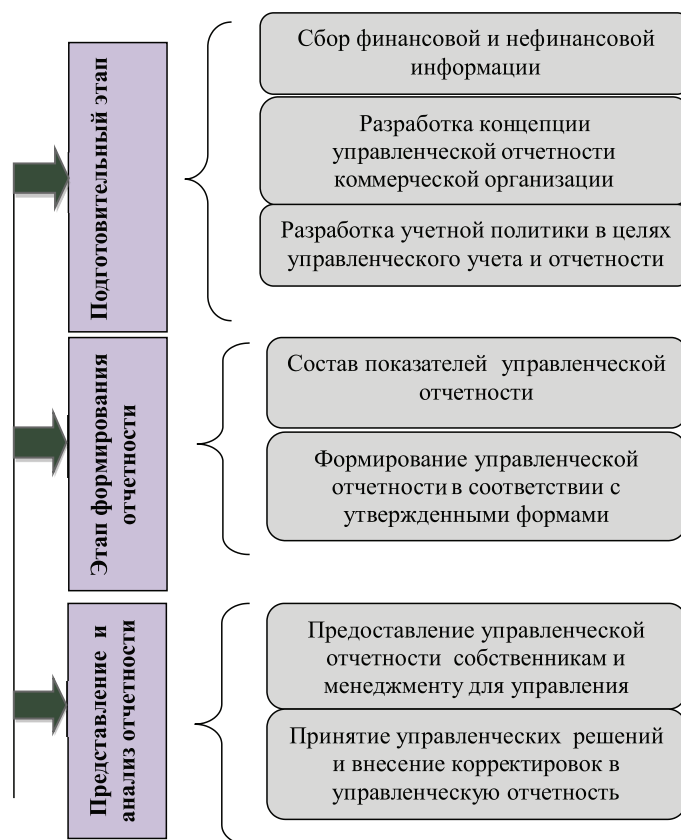 Подготовительный этап
Сбор финансовой и нефинансовой
информации
Разработка концепции
управленческой отчетности
коммерческой организации
Разработка учетной политики в целях
управленческого учета и отчетности
Этап формирования
отчетности
Состав показателей управленческой
отчетности
Формирование управленческой
отчетности в соответствии с
утвержденными формами
Представление и
анализ отчетности
Предоставление управленческой
отчетности собственникам и
менеджменту для управления
Принятие управленческих решений
и внесение корректировок в
управленческую отчетность